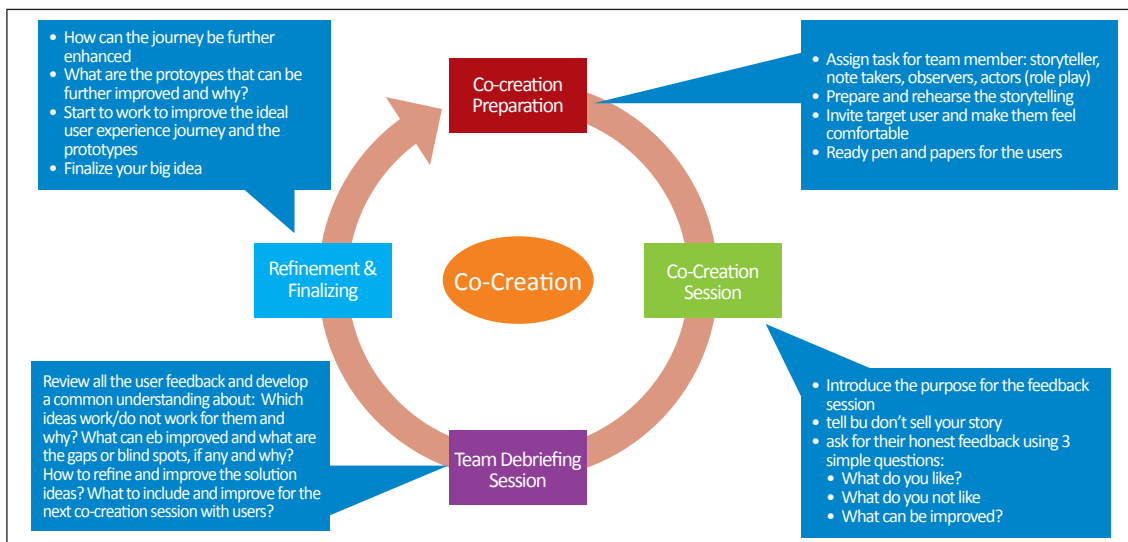 • How can the journey be further
enhanced
• What are the protoypes that can be
further improved and why?
• Start to work to improve the ideal
user experience journey and the
prototypes
• Finalize your big idea
Co-creation
Preparation
• Assign task for team member: storyteller,
note takers, observers, actors (role play)
• Prepare and rehearse the storytelling
• Invite target user and make them feel
comfortable
• Ready pen and papers for the users
Refinement &
Finalizing
Co-Creation
Co-Creation
Session
Review all the user feedback and develop
a common understanding about: Which
ideas work/do not work for them and
why? What can eb improved and what are
the gaps or blind spots, if any and why?
How to refine and improve the solution
ideas? What to include and improve for the
next co-creation session with users?
Team Debriefing
Session
• Introduce the purpose for the feedback
session
• tell bu don't sell your story
• ask for their honest feedback using 3
simple questions:
• What do you like?
• What do you not like
• What can be improved?